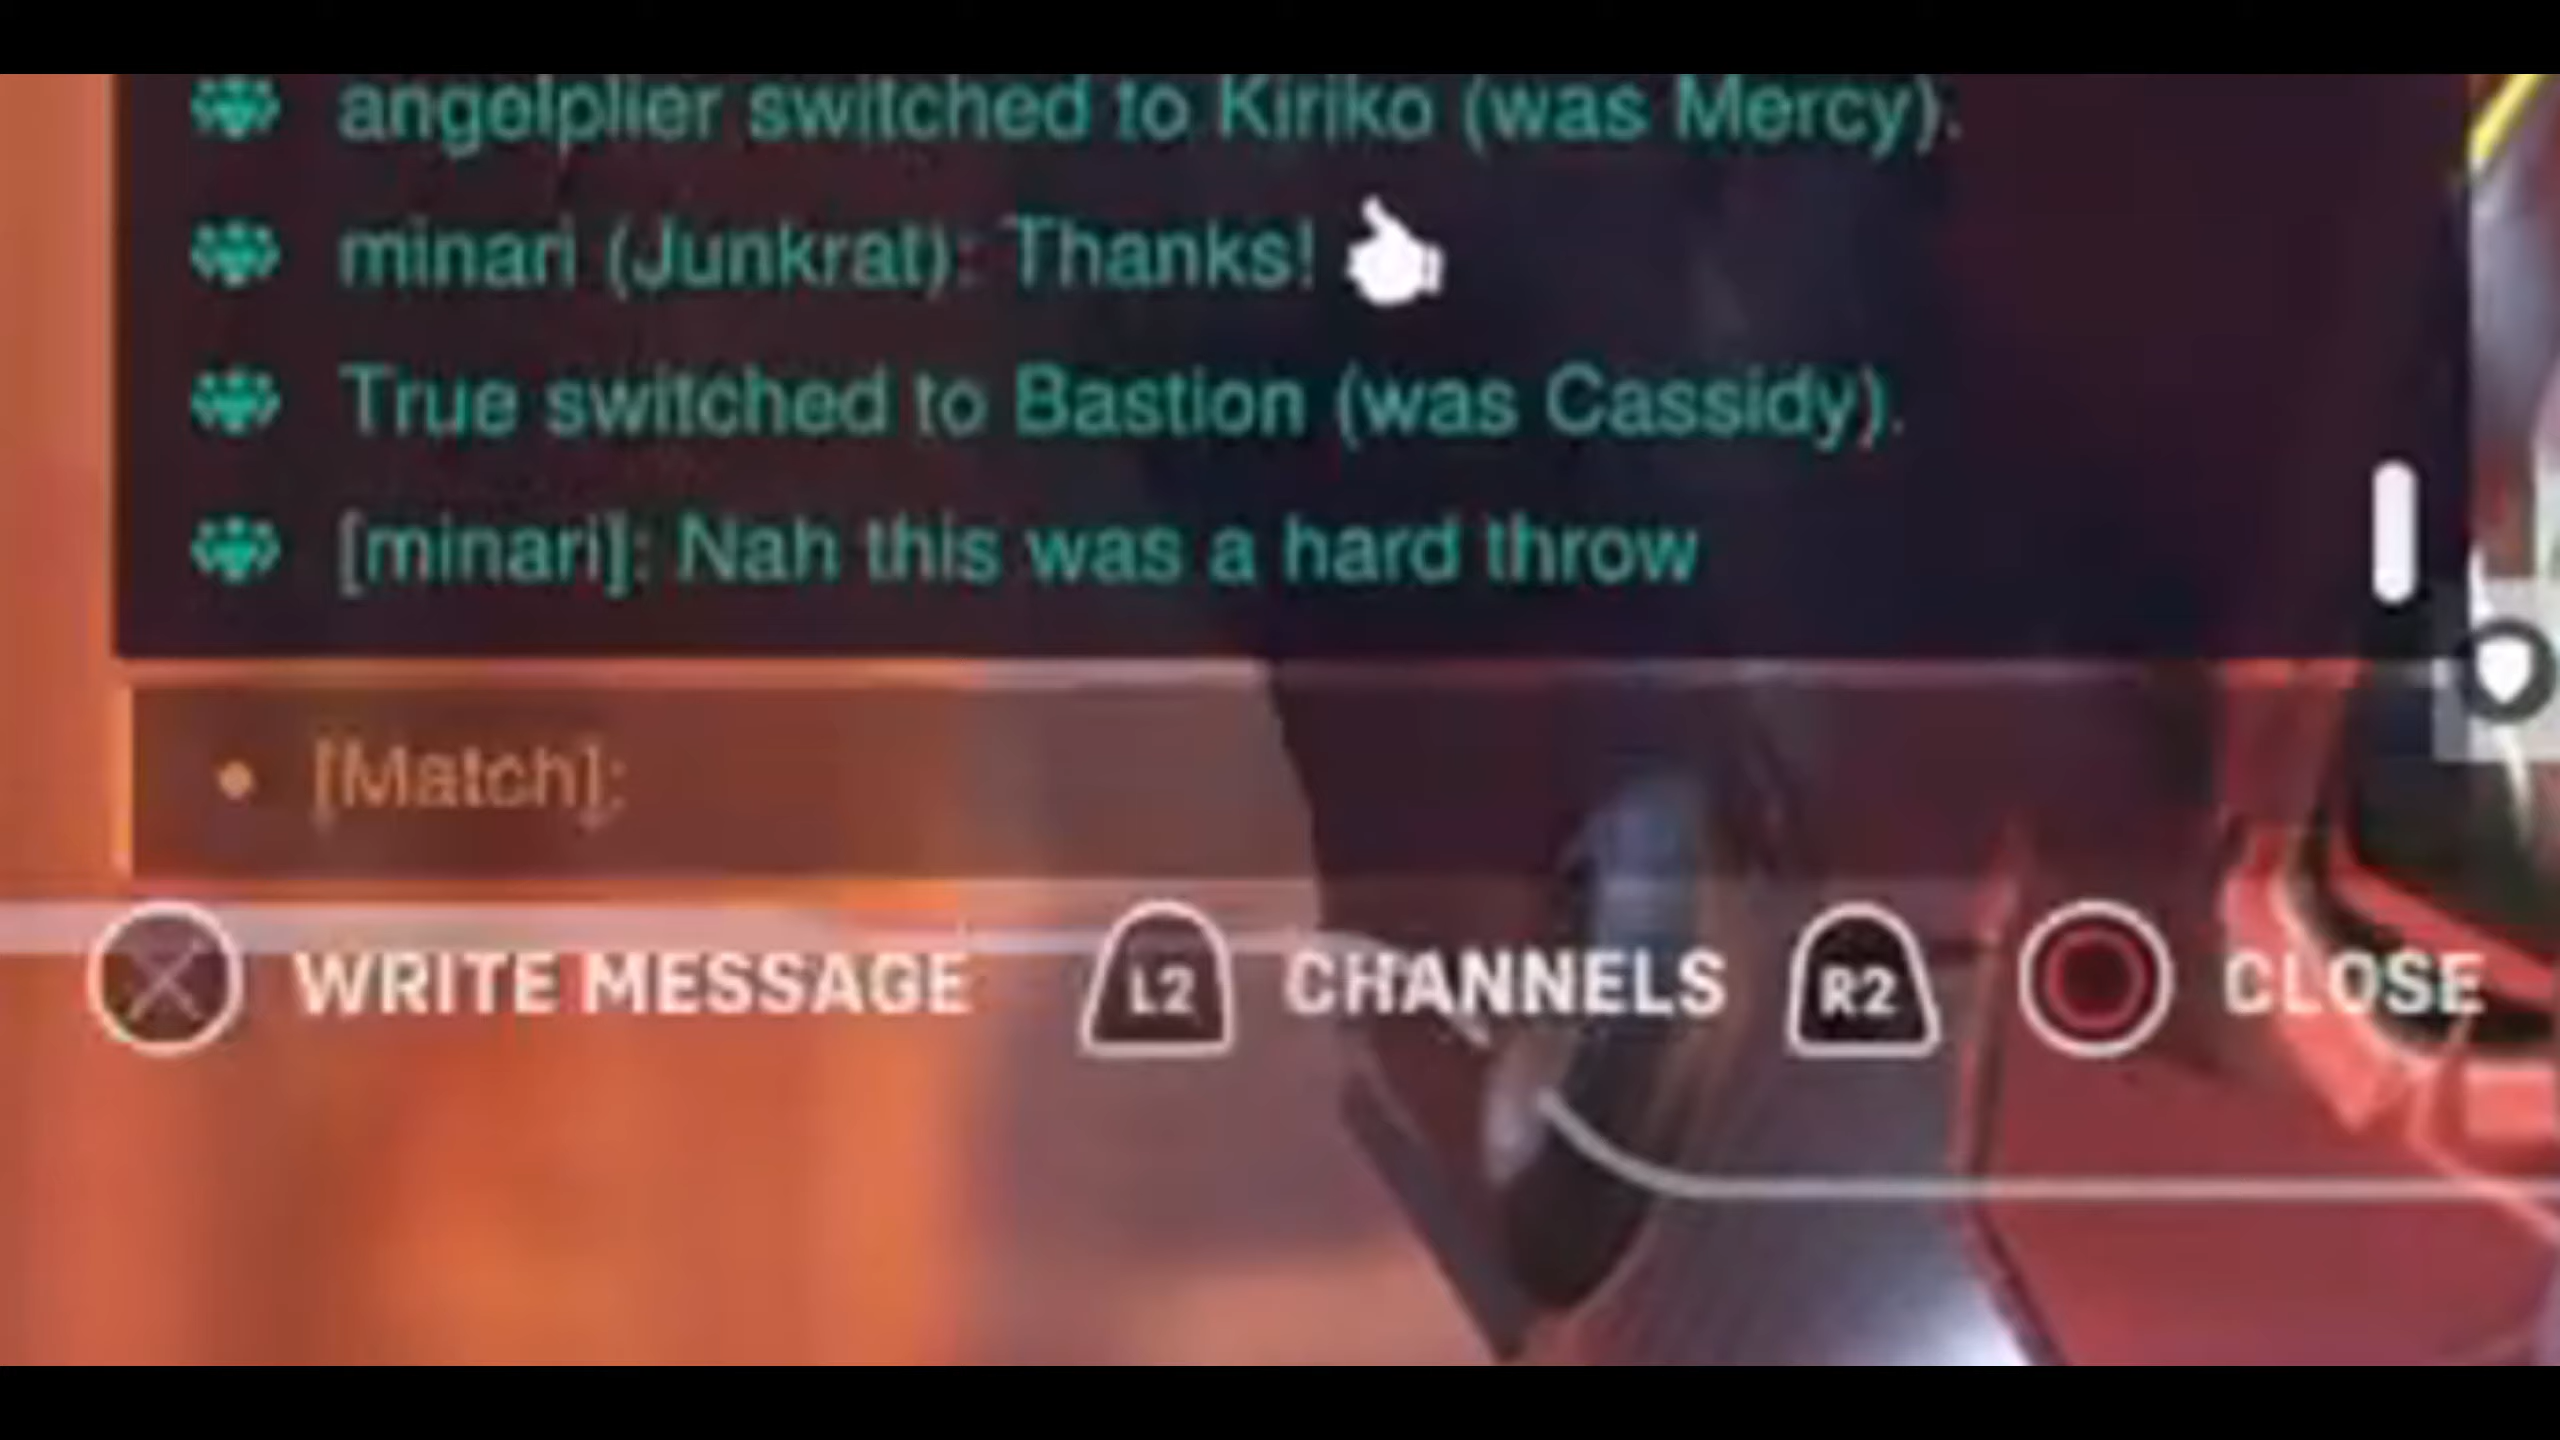 angelplier switched to Kiriko (was Mercy).
minari (Junkrat): Thanks!
True switched to Bastion (was Cassidy).
[minari]: Nah this was a hard throw
[Match]:
WRITE MESSAGE L2 CHANNELS R2 CLOSE